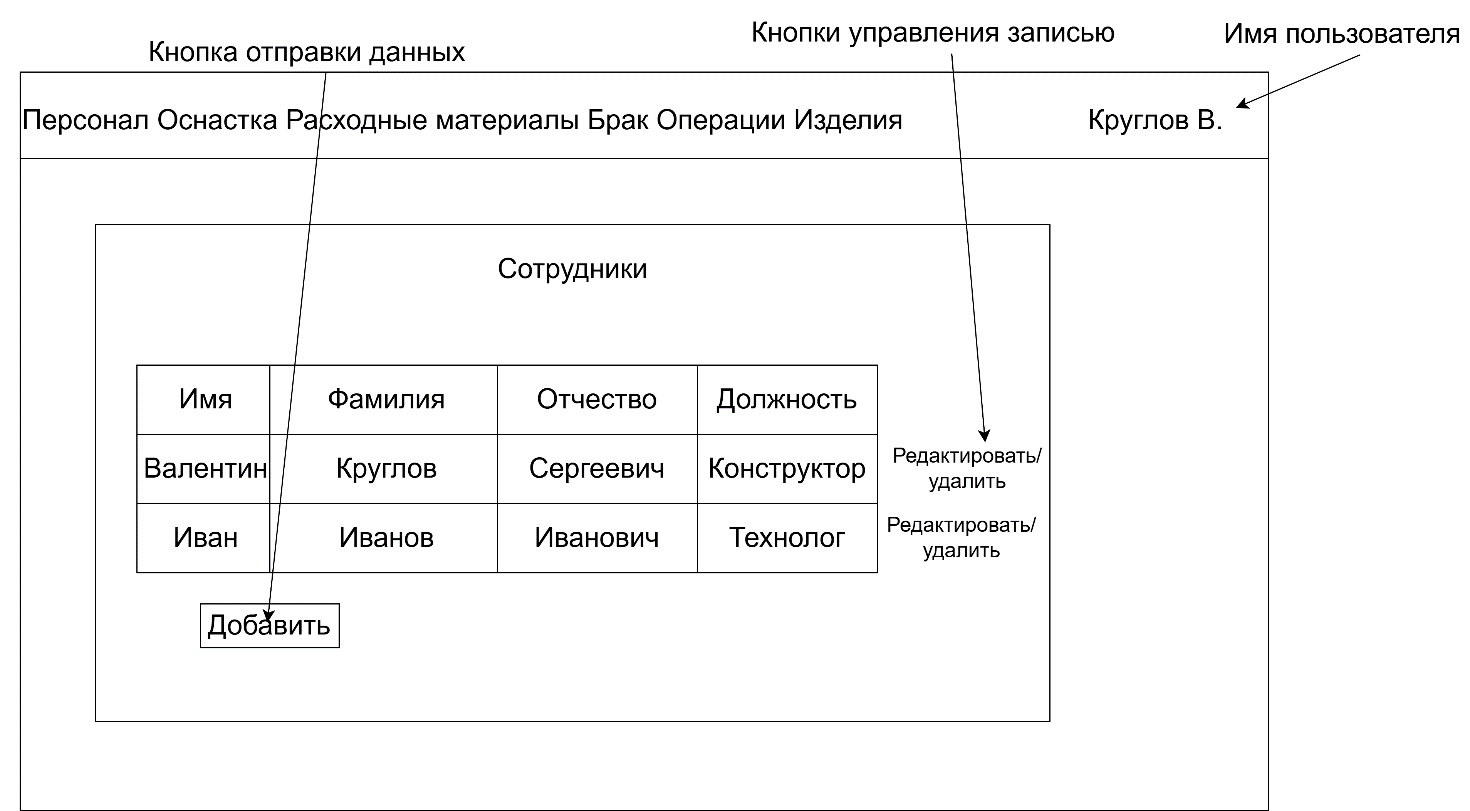 Кнопка отправки данных
Кнопки управления записью
Имя пользователя
Персонал Оснастка Расходные материалы Брак Операции Изделия
Круглов В.
Сотрудники
Имя Фамилия Отчество Должность
Валентин Круглов Сергеевич Конструктор
Редактировать/
удалить
Иван Иванов Иванович Технолог
Редактировать/
удалить
Добавить